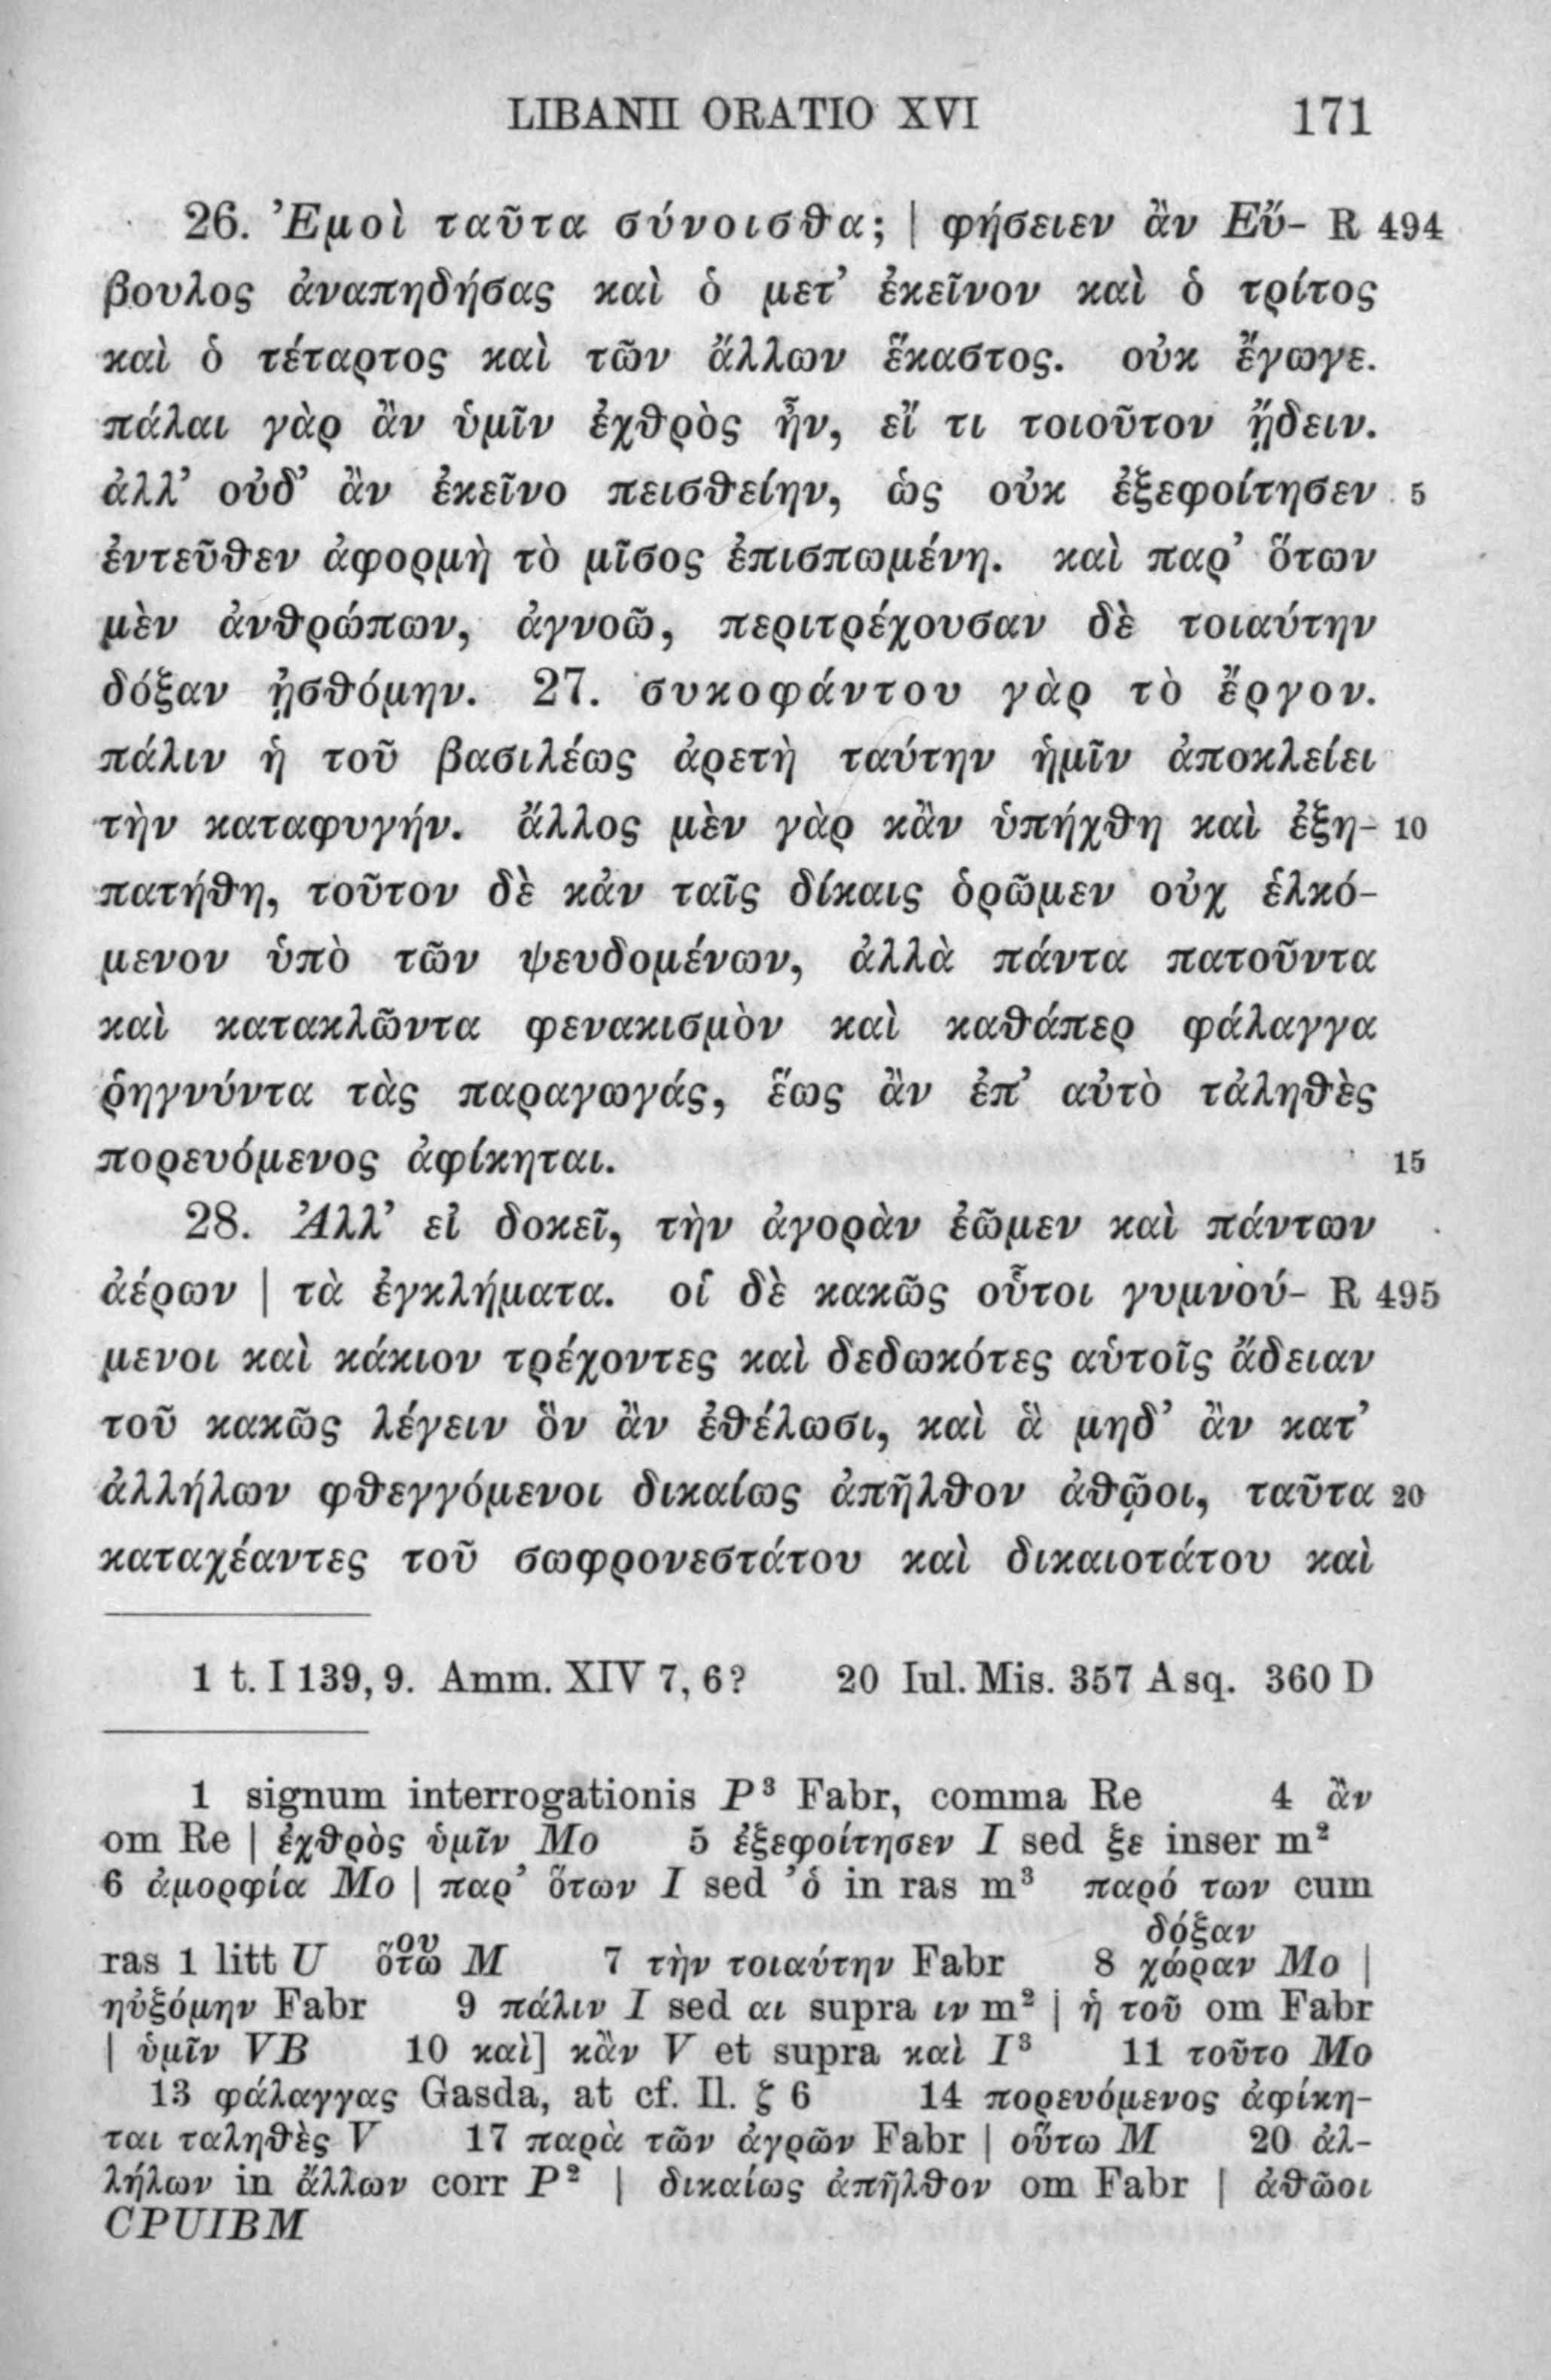 LIBANII ORATIO XVI 171
26. Ἐμοὶ ταῦτα σύνοισθα; | φήσειεν ἂν Εὔ- R 494
βουλος ἀναπηδήσας καὶ ὁ μετ' ἐκεῖνον καὶ ὁ τρίτος
καὶ ὁ τέταρτος καὶ τῶν ἄλλων ἕκαστος. οὐκ ἔγωγε.
πάλαι γὰρ ἂν ὑμῖν ἐχθρὸς ἦν, εἴ τι τοιοῦτον ᾔδειν.
ἀλλ' οὐδ' ἂν ἐκεῖνο πεισθείην, ὡς οὐκ ἐξεφοίτησεν 5
ἐντεῦθεν ἀφορμὴ τὸ μῖσος ἐπισπωμένη. καὶ παρ' ὅτων
μὲν ἀνθρώπων, ἀγνοῶ, περιτρέχουσαν δὲ τοιαύτην
δόξαν ᾐσθόμην. 27. συκοφάντου γὰρ τὸ ἔργον.
πάλιν ἡ τοῦ βασιλέως ἀρετὴ ταύτην ἡμῖν ἀποκλείει
τὴν καταφυγήν. ἄλλος μὲν γὰρ κἂν ὑπήχθη καὶ ἐξη- 10
πατήθη, τοῦτον δὲ κἀν ταῖς δίκαις ὁρῶμεν οὐχ ἑλκό-
μενον ὑπὸ τῶν ψευδομένων, ἀλλὰ πάντα πατοῦντα
καὶ κατακλῶντα φενακισμὸν καὶ καθάπερ φάλαγγα
ῥηγνύντα τὰς παραγωγάς, ἕως ἂν ἐπ' αὐτὸ τἀληθὲς
πορευόμενος ἀφίκηται. 15
28. Ἀλλ' εἰ δοκεῖ, τὴν ἀγορὰν ἐῶμεν καὶ πάντων
ἀέρων | τὰ ἐγκλήματα. οἱ δὲ κακῶς οὗτοι γυμνού- R 495
μενοι καὶ κάκιον τρέχοντες καὶ δεδωκότες αὑτοῖς ἄδειαν
τοῦ κακῶς λέγειν ὃν ἂν ἐθέλωσι, καὶ ἃ μηδ' ἂν κατ'
ἀλλήλων φθεγγόμενοι δικαίως ἀπῆλθον ἀθῷοι, ταῦτα 20
καταχέαντες τοῦ σωφρονεστάτου καὶ δικαιοτάτου καὶ
1 t. I 139, 9. Amm. XIV 7, 6? 20 Iul. Mis. 357 A sq. 360 D
1 signum interrogationis P³ Fabr, comma Re 4 ἂν
om Re | ἐχθρὸς ὑμῖν Mo 5 ἐξεφοίτησεν I sed ξε inser m²
6 ἀμορφία Mo | παρ' ὅτων I sed 'ὅ in ras m³ παρό των cum
δόξαν
ras 1 litt U ὅτω ου M 7 τὴν τοιαύτην Fabr 8 χώραν Mo |
ηὐξόμην Fabr 9 πάλιν I sed αι supra ιν m² | ἡ τοῦ om Fabr
| ὑμῖν VB 10 καὶ] κἂν V et supra καὶ I³ 11 τοῦτο Mo
13 φάλαγγας Gasda, at cf. Il. ζ 6 14 πορευόμενος ἀφίκη-
ται ταληθὲς V 17 παρὰ τῶν ἀγρῶν Fabr | οὕτω M 20 ἀλ-
λήλων in ἄλλων corr P² | δικαίως ἀπῆλθον om Fabr | ἀθῶοι
CPUIBM